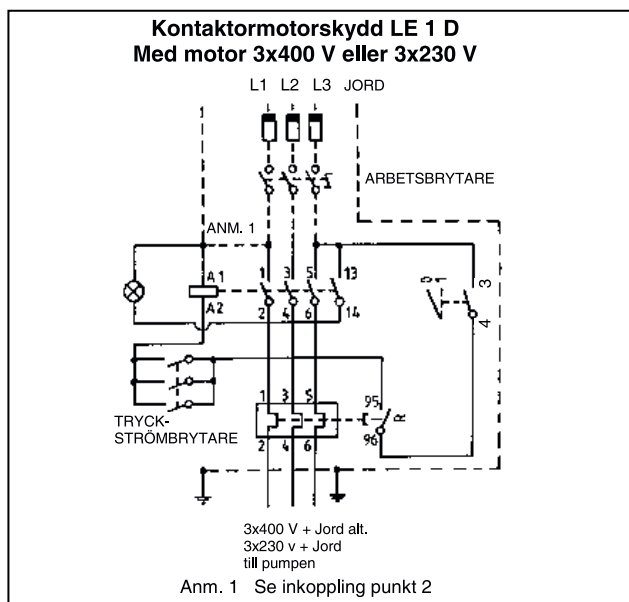 Kontaktormotorskydd LE 1 D
Med motor 3x400 V eller 3x230 V
L1 L2 L3 JORD
ARBETSBRYTARE
ANM. 1
A1 1 3 5 13
A2 2 4 6 14
3
4
1 3 5 95
R
2 4 6 96
TRYCK-
STRÖMBRYTARE
3x400 V + Jord alt.
3x230 v + Jord
till pumpen
Anm. 1 Se inkoppling punkt 2